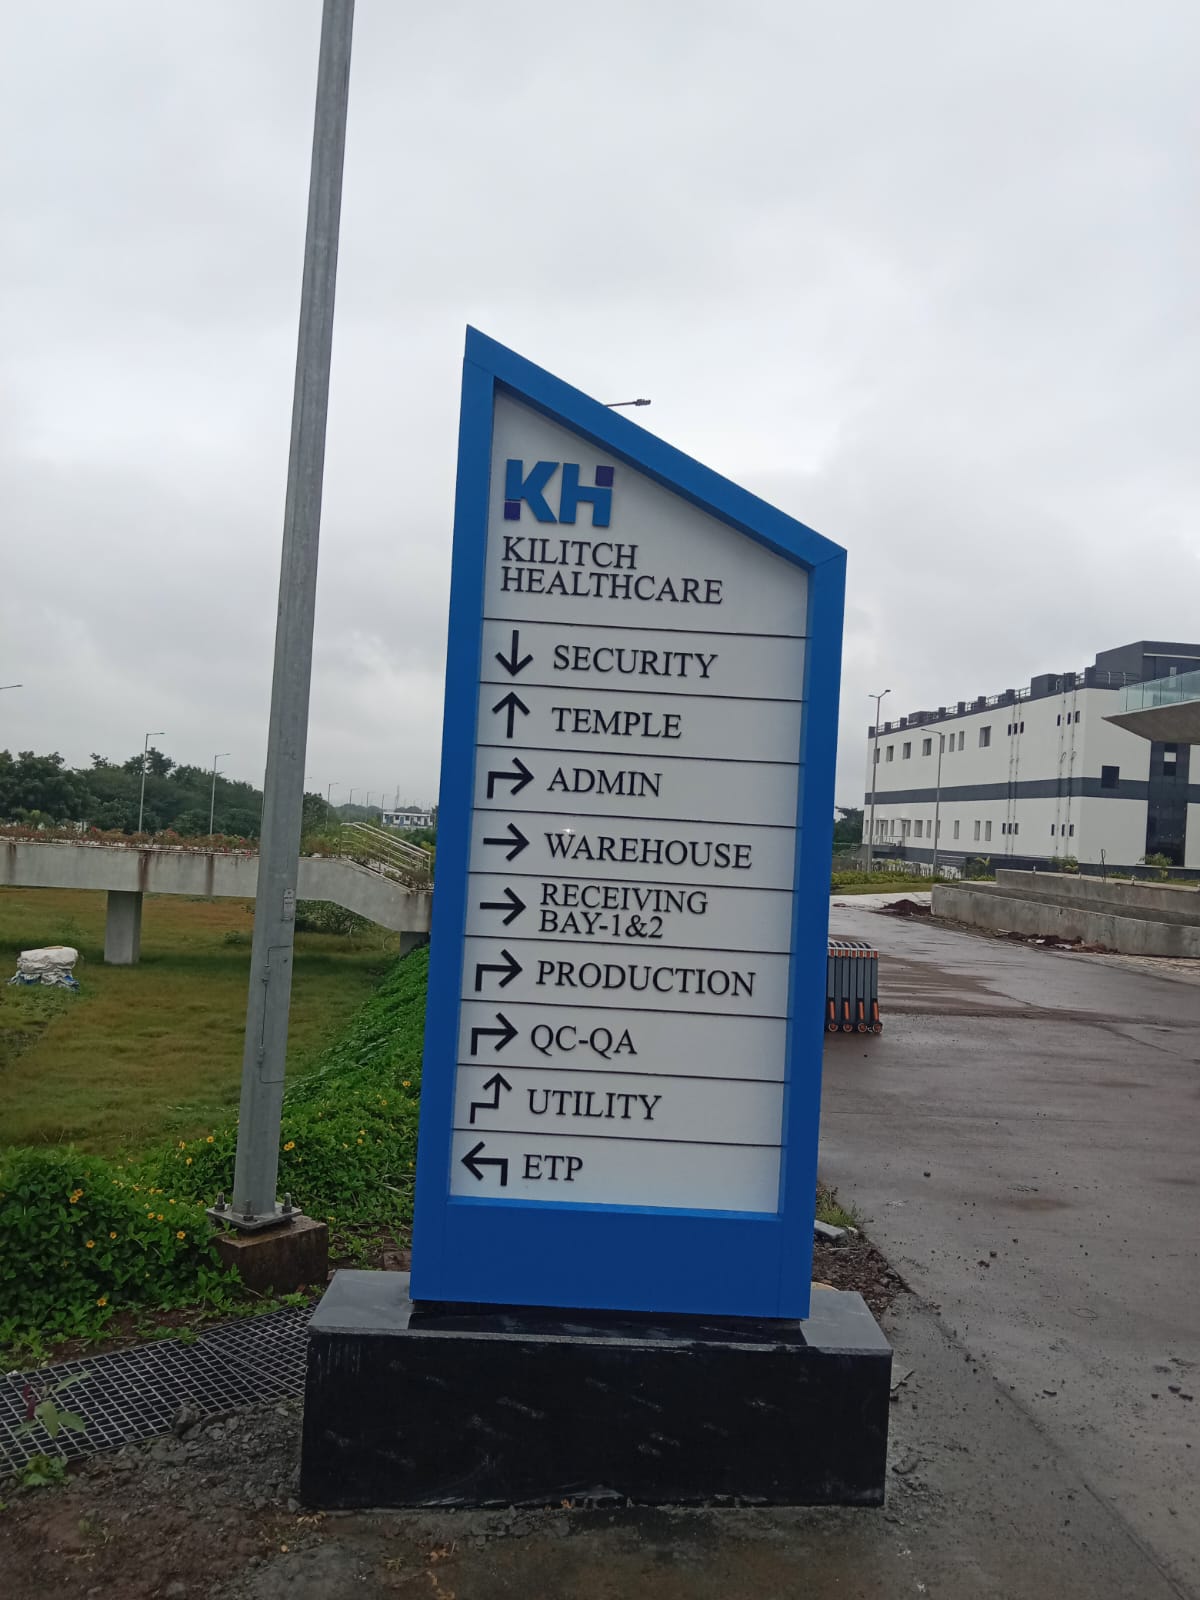 KH
KILITCH
HEALTHCARE
↓ SECURITY
↑ TEMPLE
↱ ADMIN
→ WAREHOUSE
→ RECEIVING
BAY-1&2
↱ PRODUCTION
↱ QC-QA
UTILITY
↰ ETP